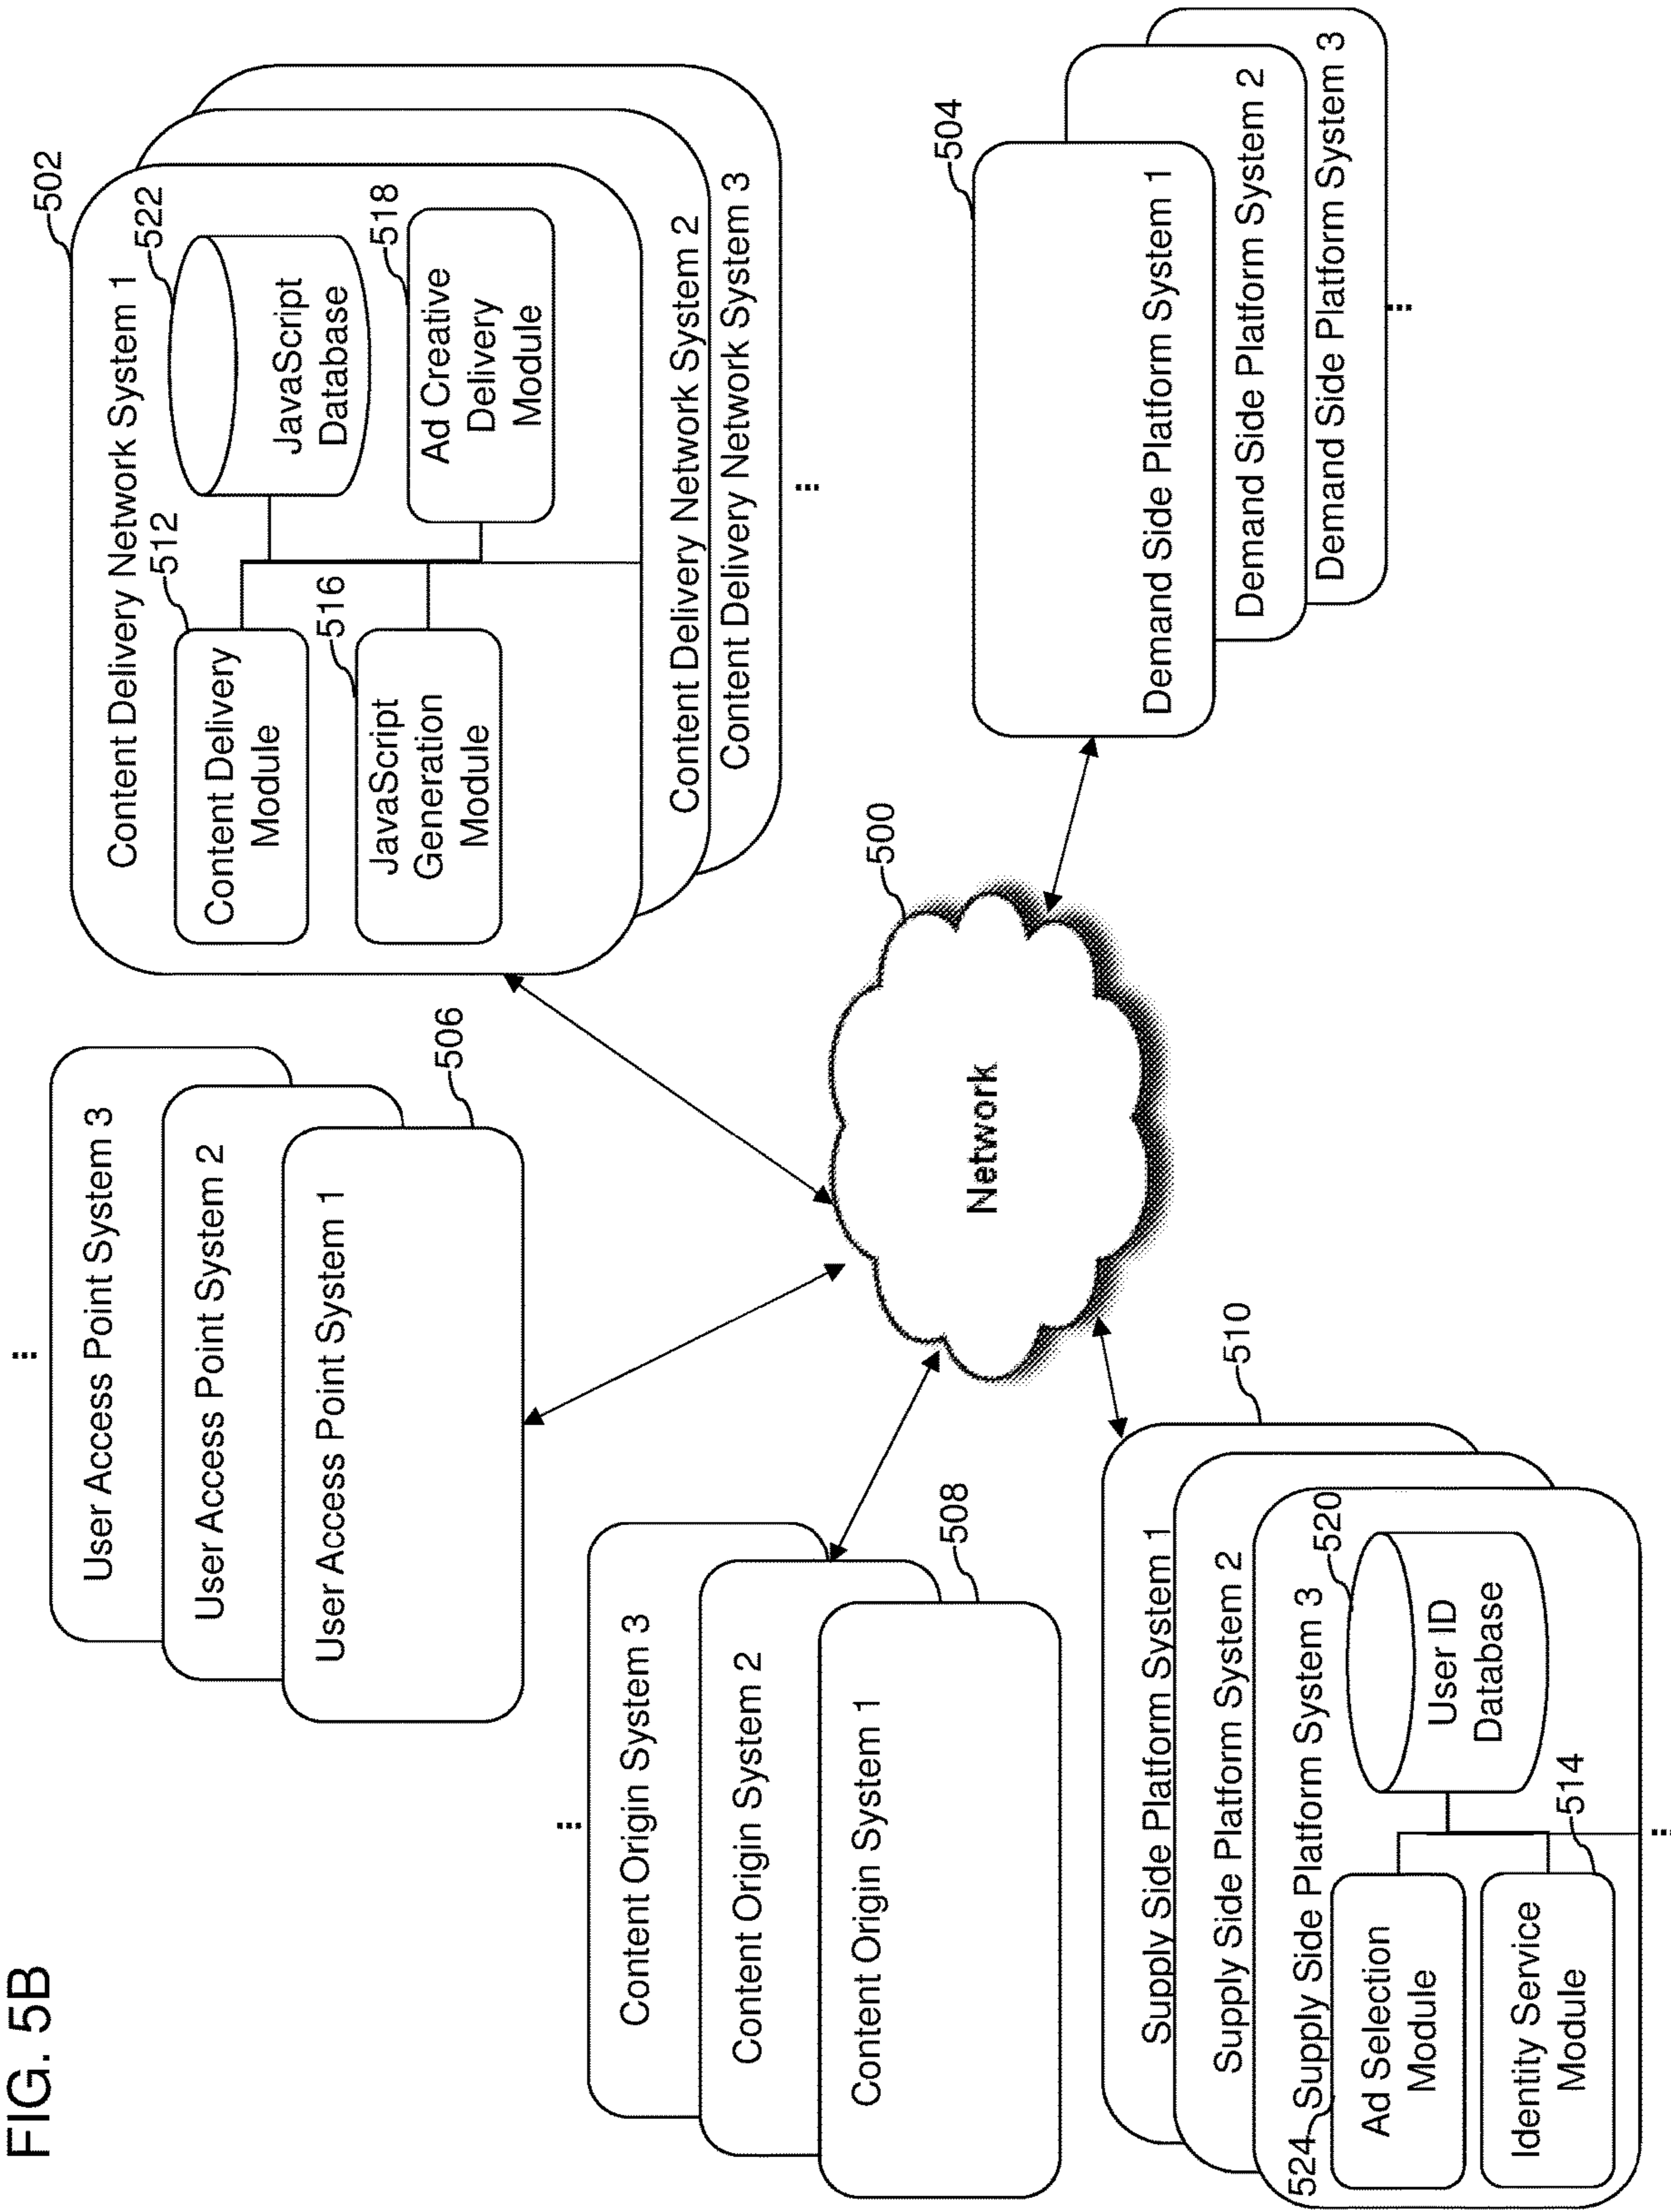 FIG. 5B
⋮
User Access Point System 3
User Access Point System 2
User Access Point System 1
506
502
Content Delivery Network System 1
512
Content Delivery
Module
522
JavaScript
Database
516
JavaScript
Generation
Module
518
Ad Creative
Delivery
Module
Content Delivery Network System 2
Content Delivery Network System 3
⋮
⋮
Content Origin System 3
Content Origin System 2
Content Origin System 1
508
500
Network
504
Demand Side Platform System 1
Demand Side Platform System 2
Demand Side Platform System 3
⋮
510
Supply Side Platform System 1
Supply Side Platform System 2
Supply Side Platform System 3
524
Ad Selection
Module
520
User ID
Database
514
Identity Service
Module
⋮